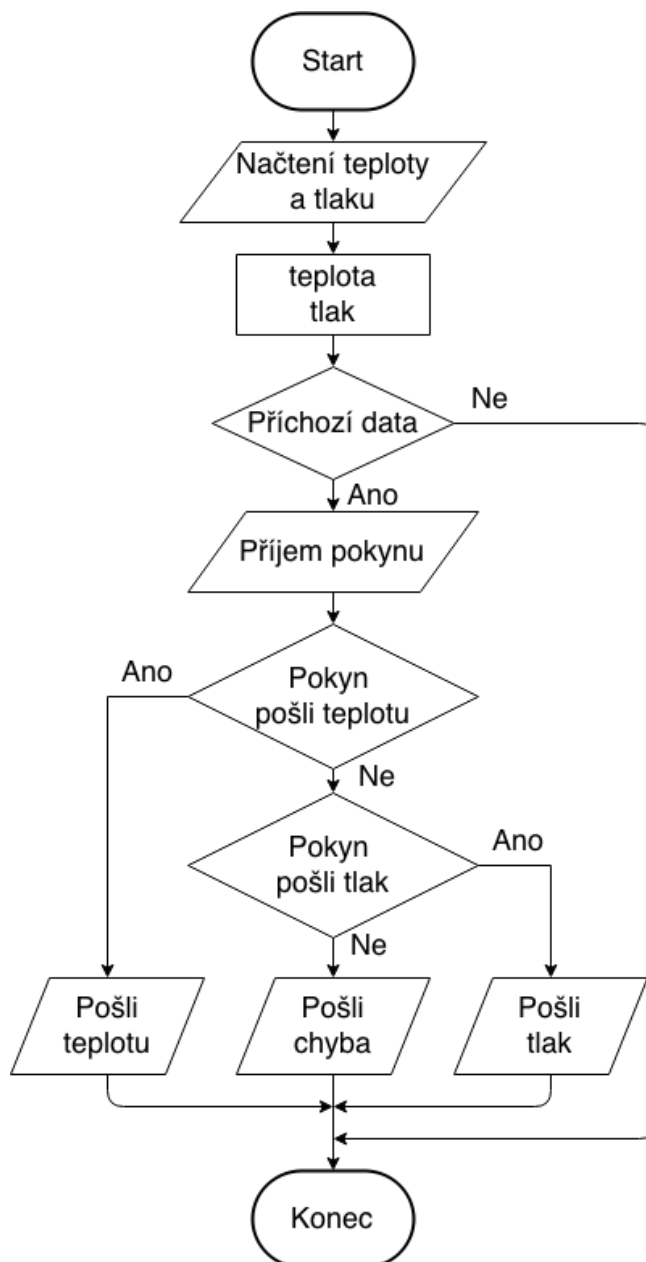 Start
Načtení teploty
a tlaku
teplota
tlak
Příchozí data
Ne
Ano
Příjem pokynu
Ano
Pokyn
pošli teplotu
Ne
Pokyn
pošli tlak
Ano
Ne
Pošli
teplotu
Pošli
chyba
Pošli
tlak
Konec